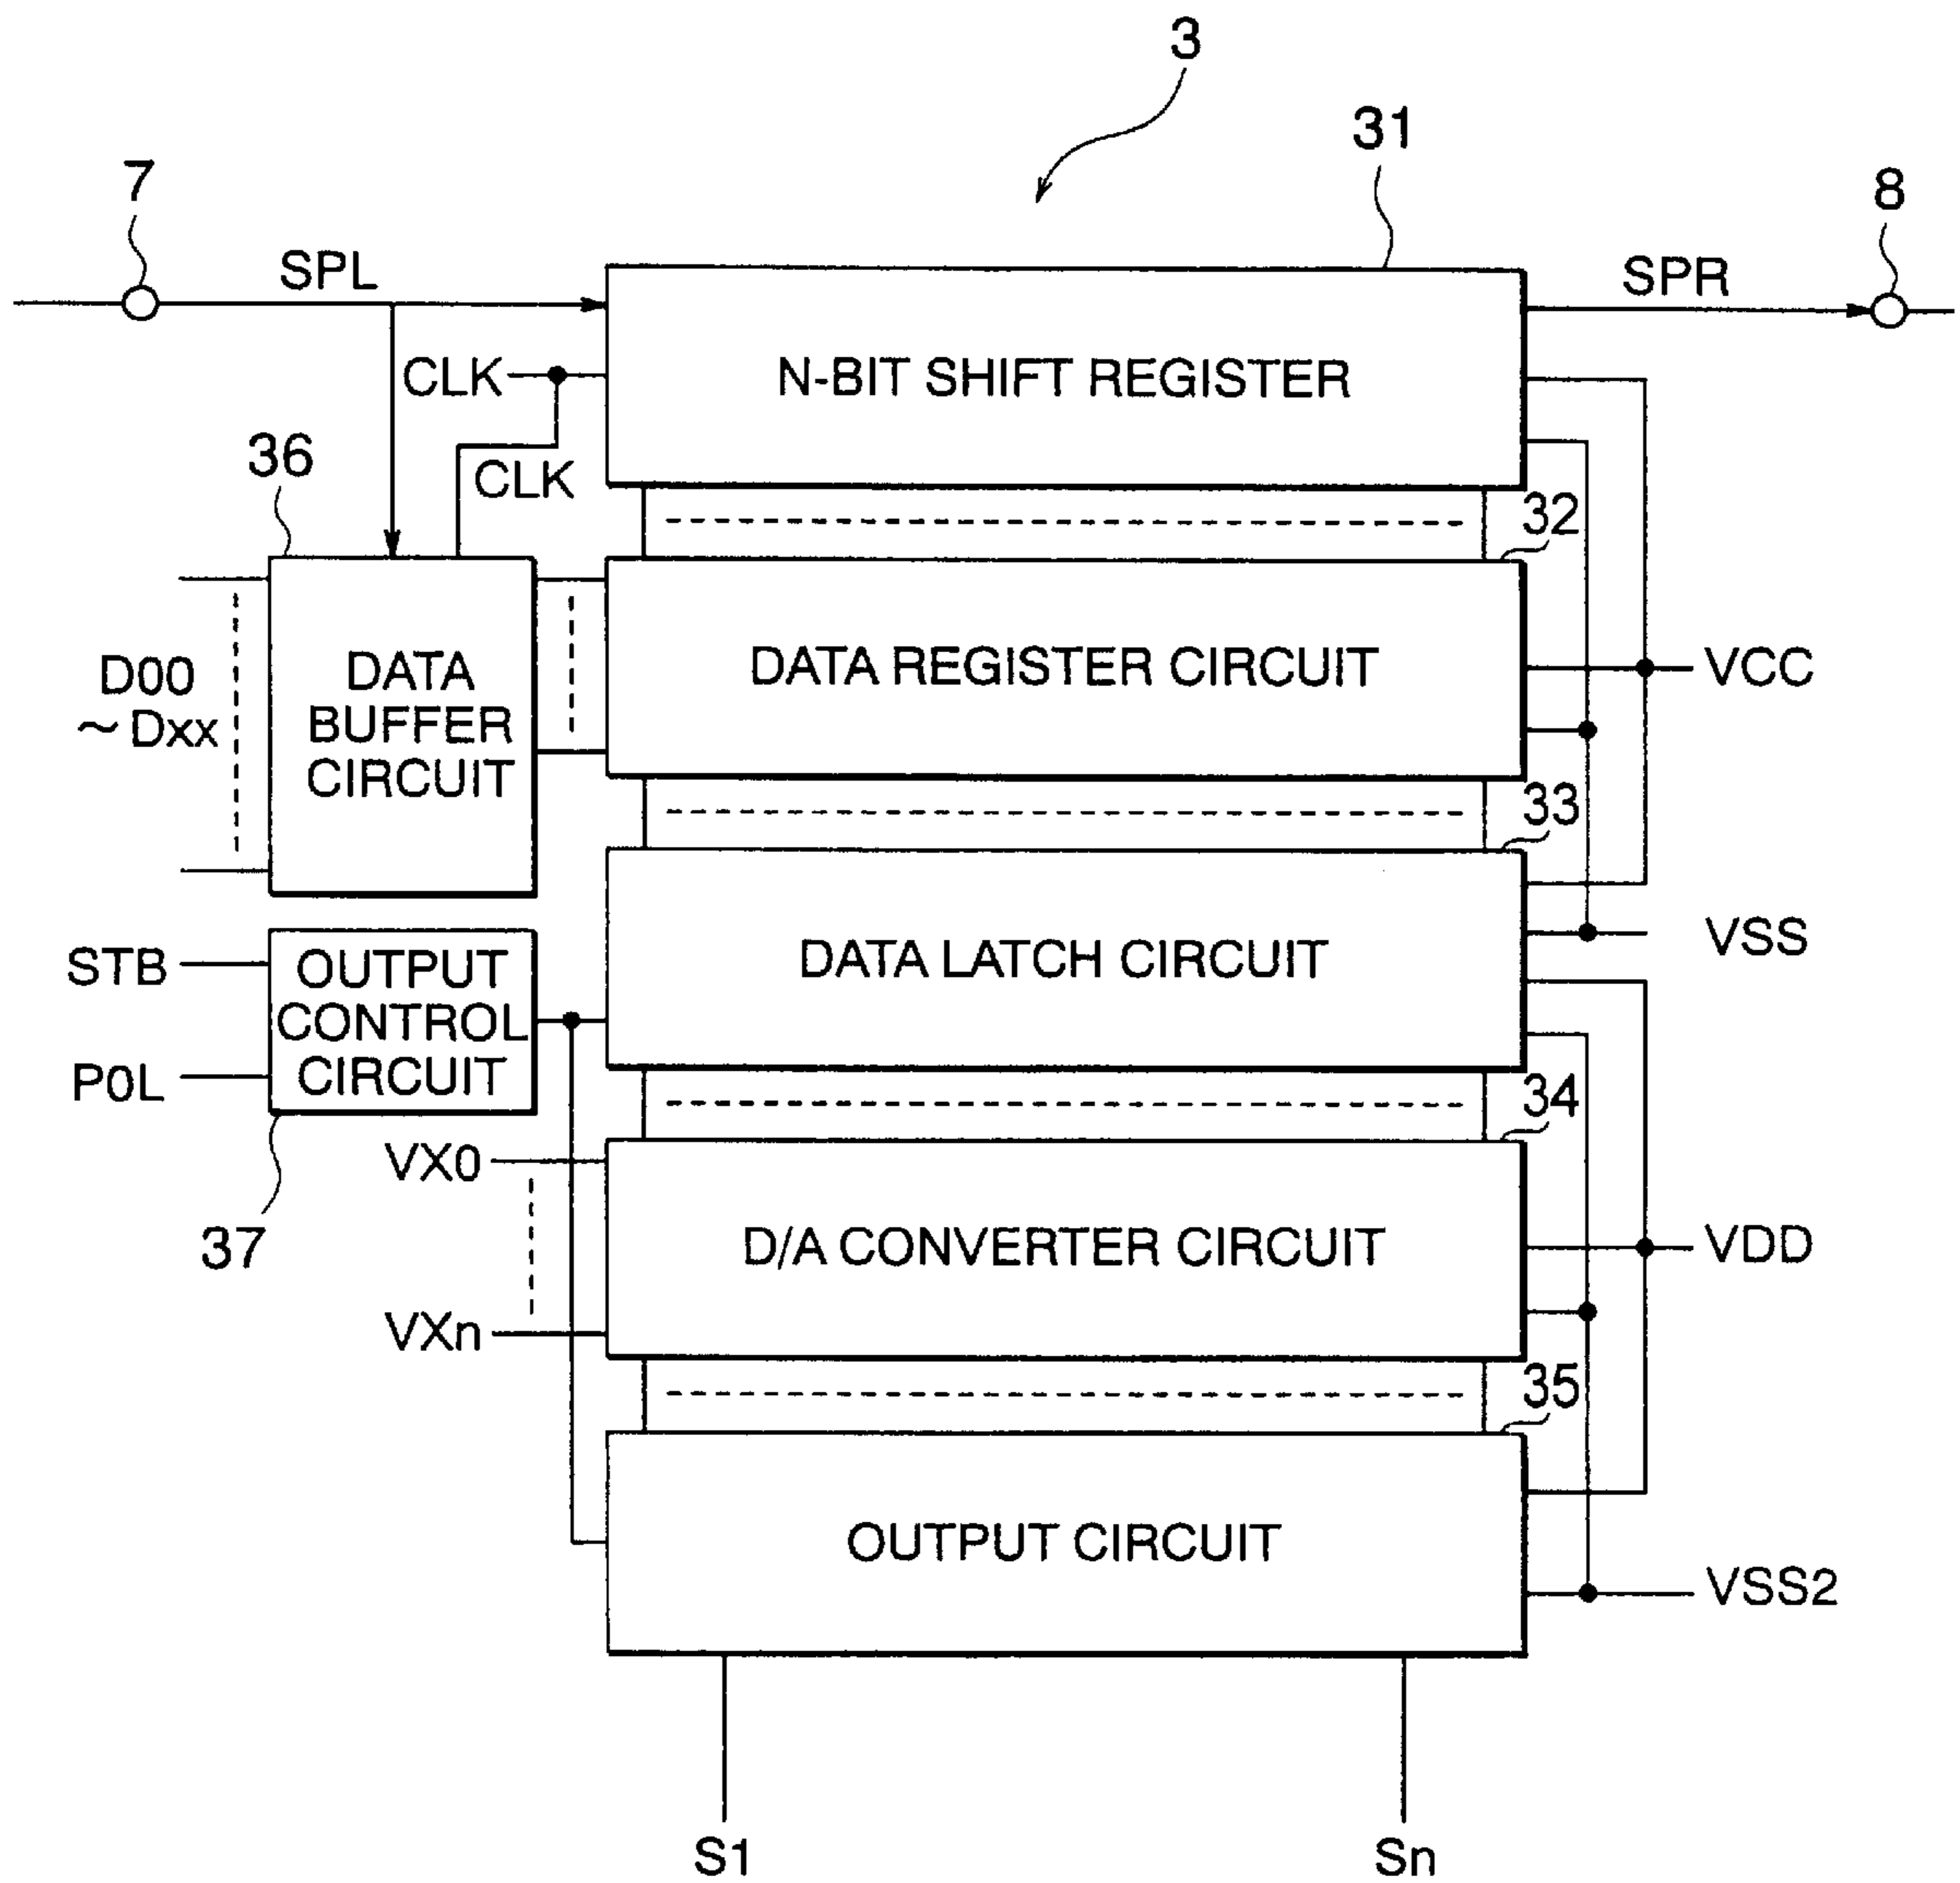 3
31
7
8
SPL
SPR
CLK
N-BIT SHIFT REGISTER
36
CLK
32
D00
~ Dxx
DATA
BUFFER
CIRCUIT
DATA REGISTER CIRCUIT
VCC
33
STB
P0L
OUTPUT
CONTROL
CIRCUIT
DATA LATCH CIRCUIT
VSS
34
37
VX0
VXn
D/A CONVERTER CIRCUIT
VDD
35
OUTPUT CIRCUIT
VSS2
S1
Sn